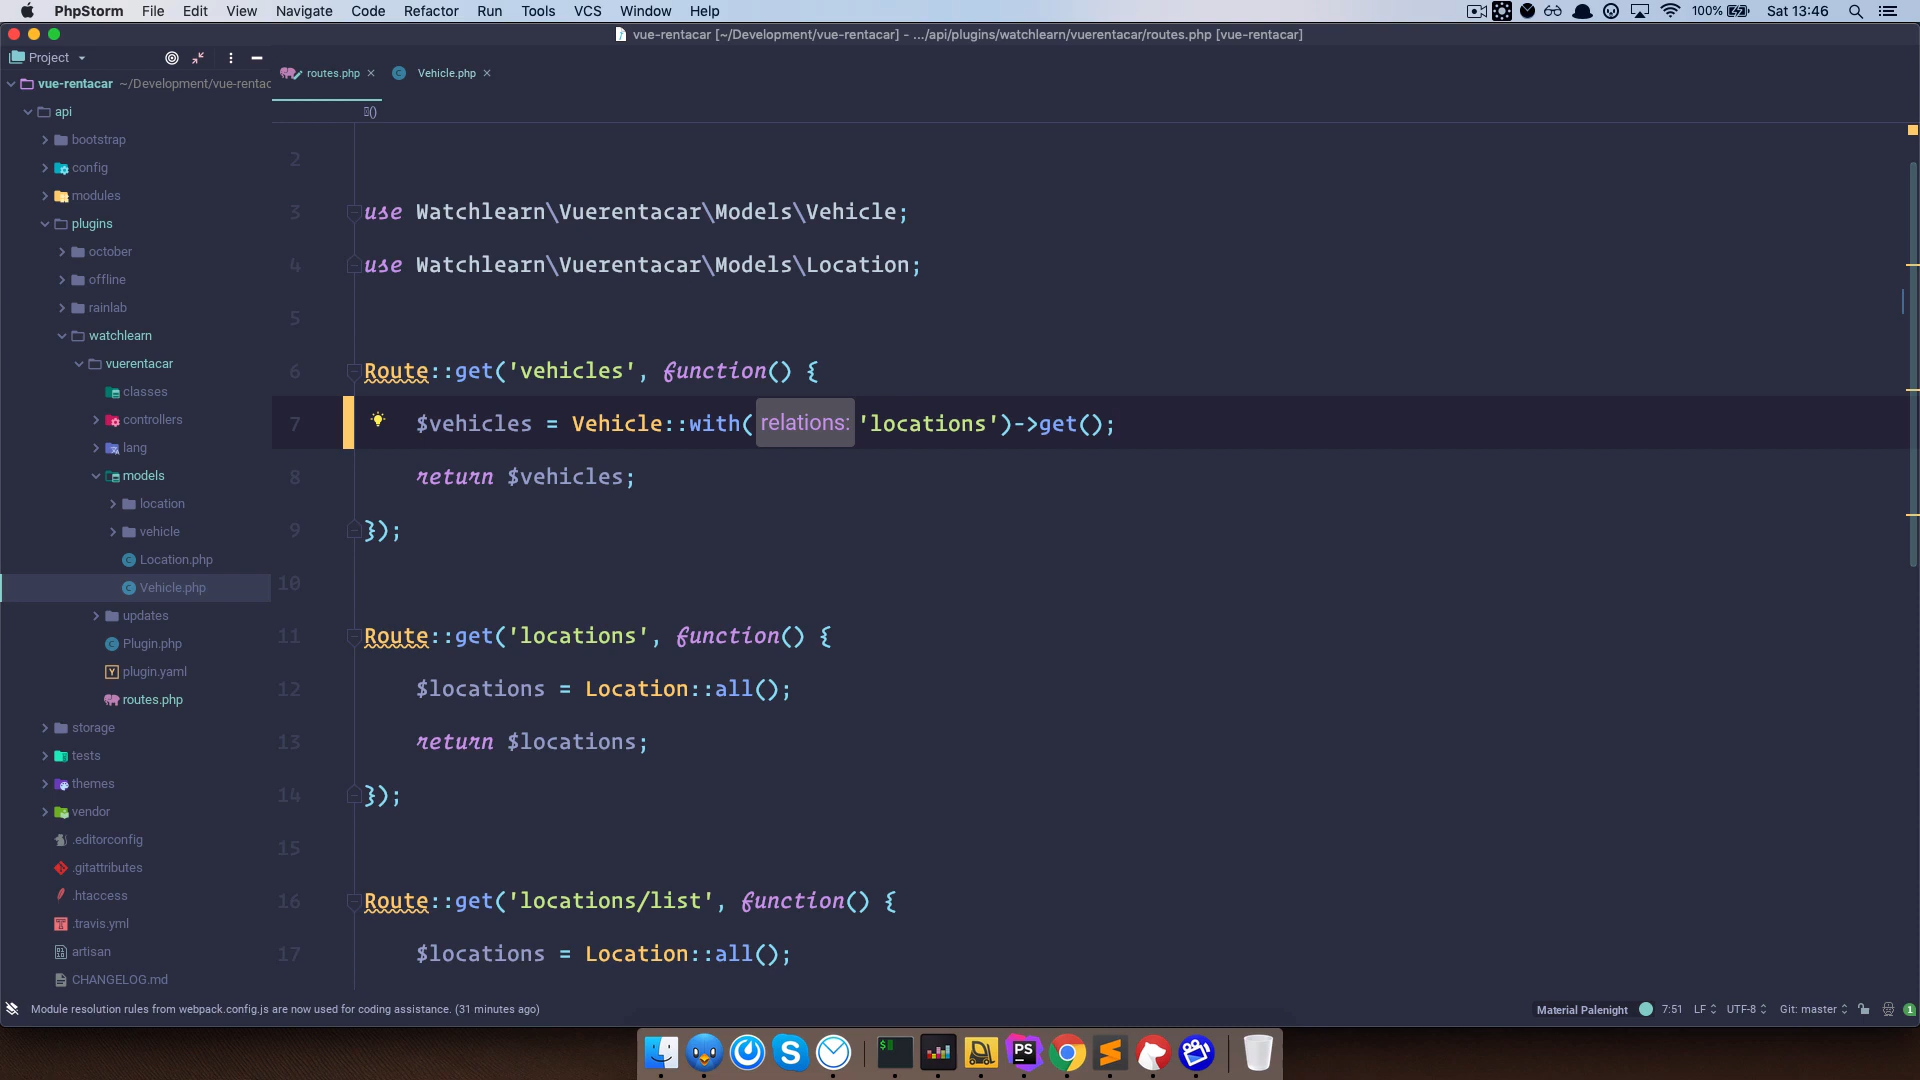 PhpStorm File Edit View Navigate Code Refactor Run Tools VCS Window Help 100% Sat 13:46
vue-rentacar [~/Development/vue-rentacar] - .../api/plugins/watchlearn/vuerentacar/routes.php [vue-rentacar]
Project
routes.php
Vehicle.php
vue-rentacar ~/Development/vue-rentac
api
bootstrap
config
modules
plugins
october
offline
rainlab
watchlearn
vuerentacar
classes
controllers
lang
models
location
vehicle
Location.php
Vehicle.php
updates
Plugin.php
plugin.yaml
routes.php
storage
tests
themes
vendor
.editorconfig
.gitattributes
.htaccess
.travis.yml
artisan
CHANGELOG.md
()
2
3 use Watchlearn\Vuerentacar\Models\Vehicle;
4 use Watchlearn\Vuerentacar\Models\Location;
5
6 Route::get('vehicles', function() {
7 $vehicles = Vehicle::with( relations: 'locations')->get();
8 return $vehicles;
9 });
10
11 Route::get('locations', function() {
12 $locations = Location::all();
13 return $locations;
14 });
15
16 Route::get('locations/list', function() {
17 $locations = Location::all();
Module resolution rules from webpack.config.js are now used for coding assistance. (31 minutes ago)
Material Palenight 7:51 LF UTF-8 Git: master 1
$
PS